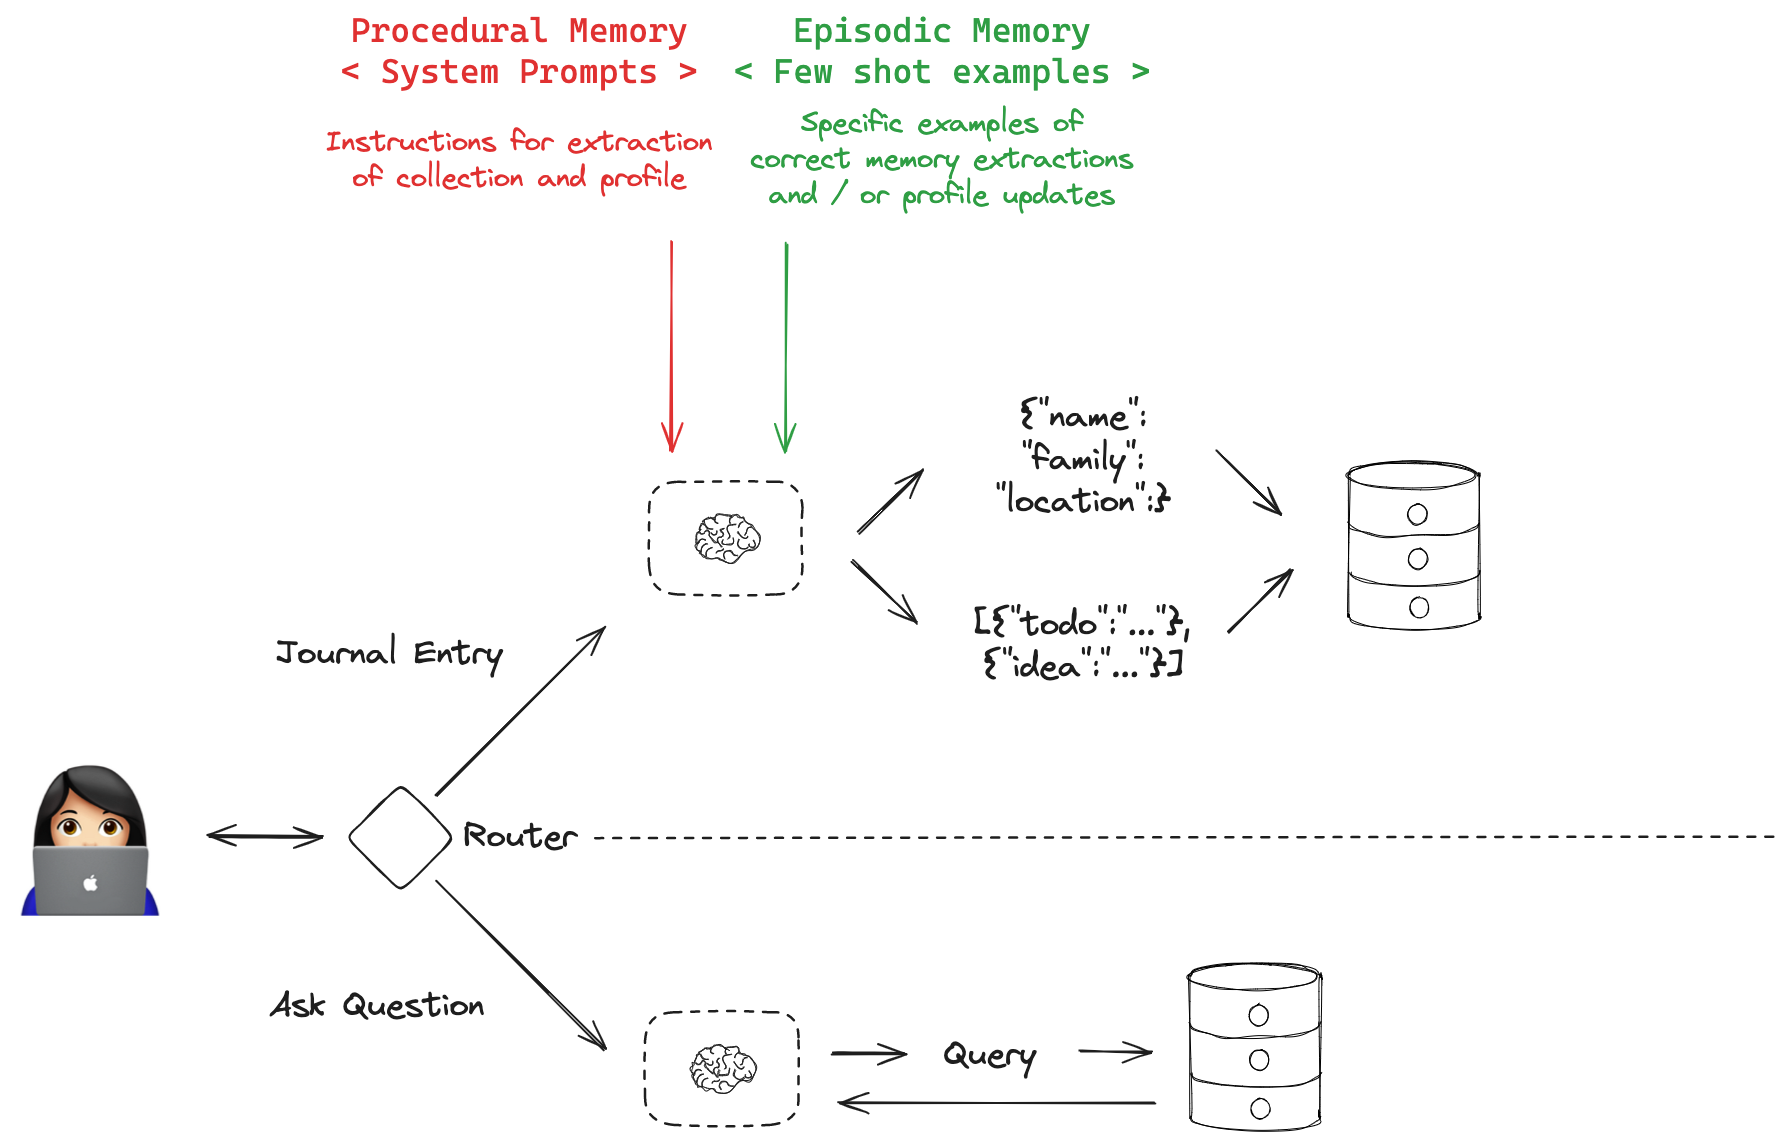 Procedural Memory
< System Prompts >
Instructions for extraction
of collection and profile
Episodic Memory
< Few shot examples >
Specific examples of
correct memory extractions
and / or profile updates
{"name":
"family":
"location":}
[{"todo":"..."},
{"idea":"..."}]
Journal Entry
Router
Ask Question
Query